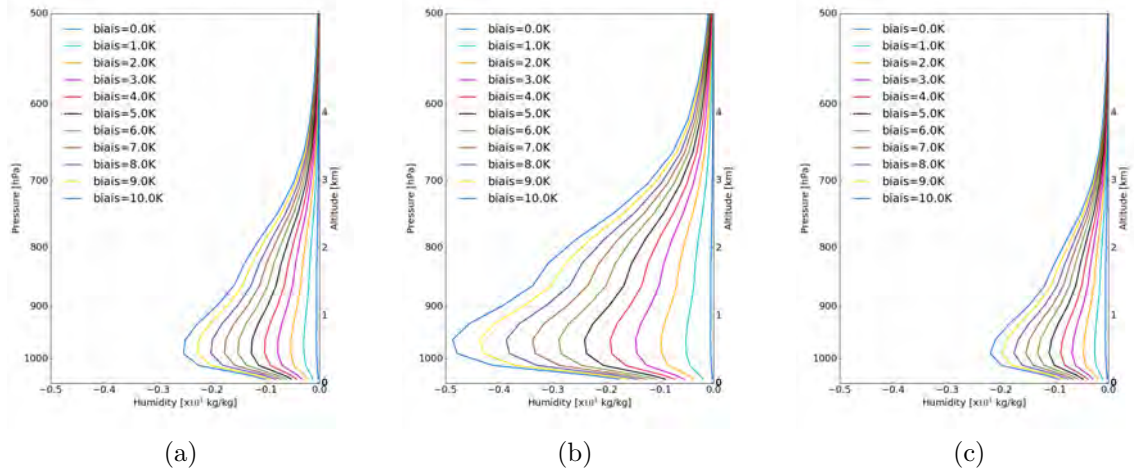 500
600
700
800
900
1000
Pressure [hPa]
biais=0.0K
biais=1.0K
biais=2.0K
biais=3.0K
biais=4.0K
biais=5.0K
biais=6.0K
biais=7.0K
biais=8.0K
biais=9.0K
biais=10.0K
4
3
2
1
0
Altitude [km]
−0.5 −0.4 −0.3 −0.2 −0.1 0.0
Humidity [x10¹ kg/kg]
(a)
500
600
700
800
900
1000
Pressure [hPa]
biais=0.0K
biais=1.0K
biais=2.0K
biais=3.0K
biais=4.0K
biais=5.0K
biais=6.0K
biais=7.0K
biais=8.0K
biais=9.0K
biais=10.0K
4
3
2
1
0
Altitude [km]
−0.5 −0.4 −0.3 −0.2 −0.1 0.0
Humidity [x10¹ kg/kg]
(b)
500
600
700
800
900
1000
Pressure [hPa]
biais=0.0K
biais=1.0K
biais=2.0K
biais=3.0K
biais=4.0K
biais=5.0K
biais=6.0K
biais=7.0K
biais=8.0K
biais=9.0K
biais=10.0K
4
3
2
1
0
Altitude [km]
−0.5 −0.4 −0.3 −0.2 −0.1 0.0
Humidity [x10¹ kg/kg]
(c)